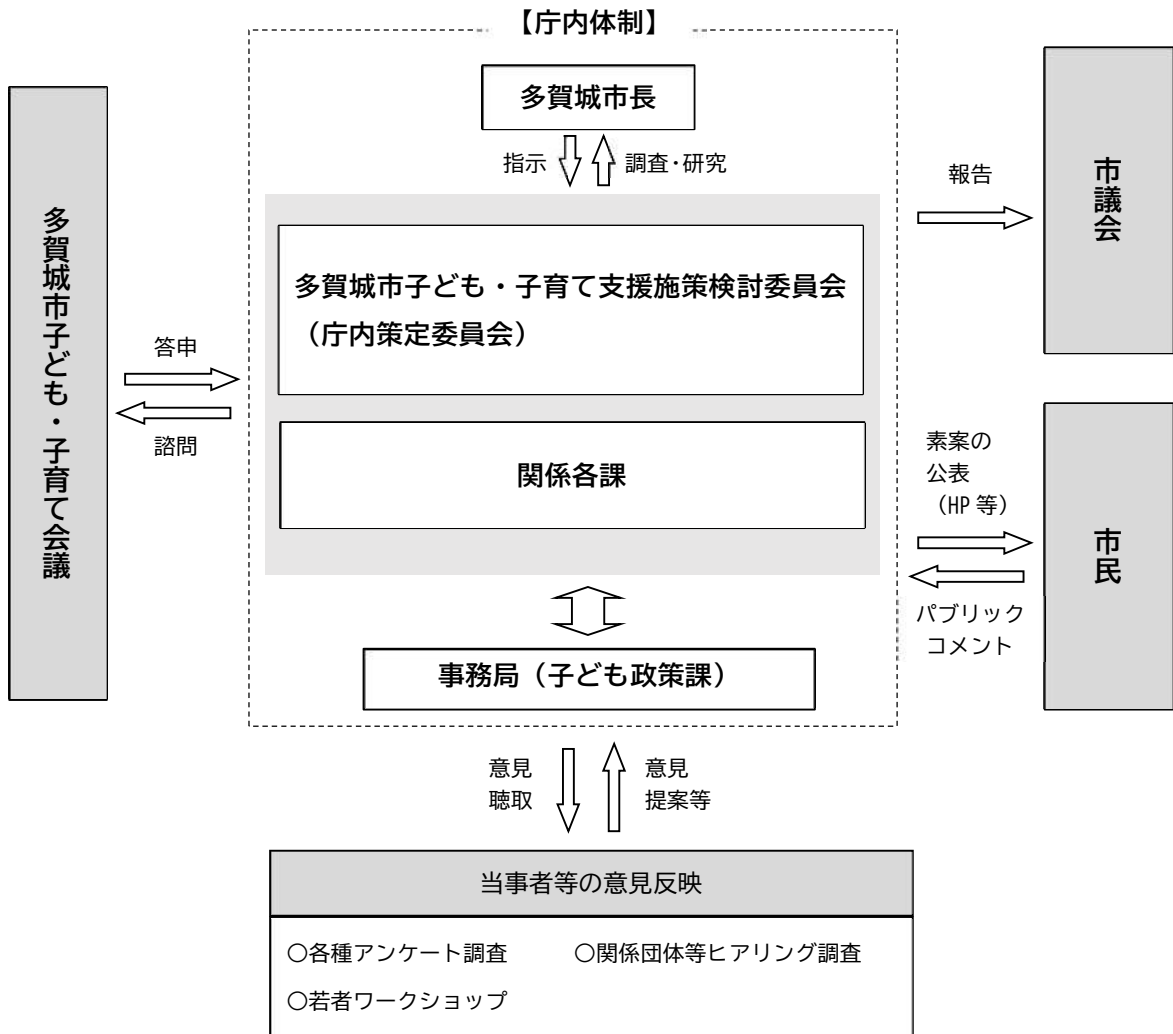 【庁内体制】
多賀城市長
指示
調査・研究
多賀城市子ども・子育て支援施策検討委員会
（庁内策定委員会）
関係各課
事務局（子ども政策課）
多賀城市子ども・子育て会議
答申
諮問
報告
市議会
素案の
公表
（HP 等）
市民
パブリック
コメント
意見
聴取
意見
提案等
当事者等の意見反映
○各種アンケート調査　○関係団体等ヒアリング調査
○若者ワークショップ